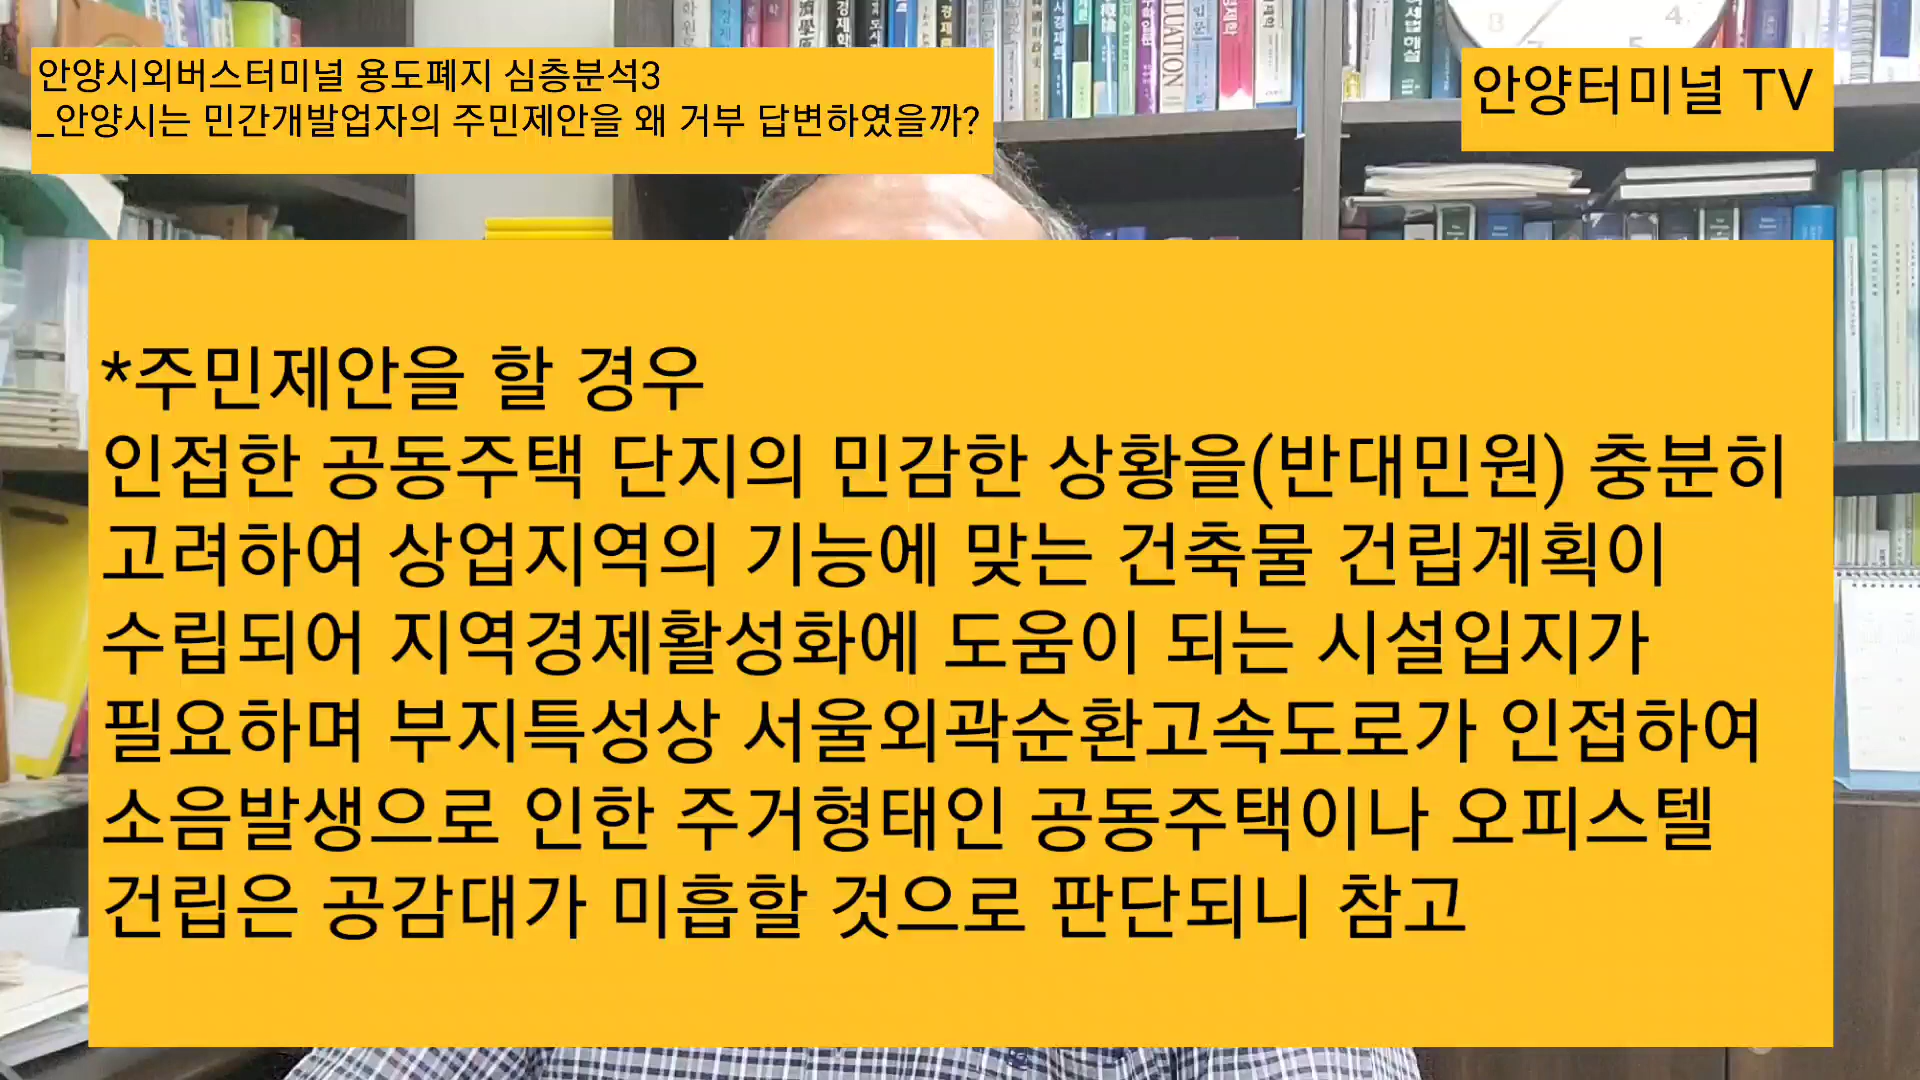 안양시외버스터미널 용도폐지 심층분석3
_안양시는 민간개발업자의 주민제안을 왜 거부 답변하였을까?
안양터미널 TV
*주민제안을 할 경우
인접한 공동주택 단지의 민감한 상황을(반대민원) 충분히
고려하여 상업지역의 기능에 맞는 건축물 건립계획이
수립되어 지역경제활성화에 도움이 되는 시설입지가
필요하며 부지특성상 서울외곽순환고속도로가 인접하여
소음발생으로 인한 주거형태인 공동주택이나 오피스텔
건립은 공감대가 미흡할 것으로 판단되니 참고